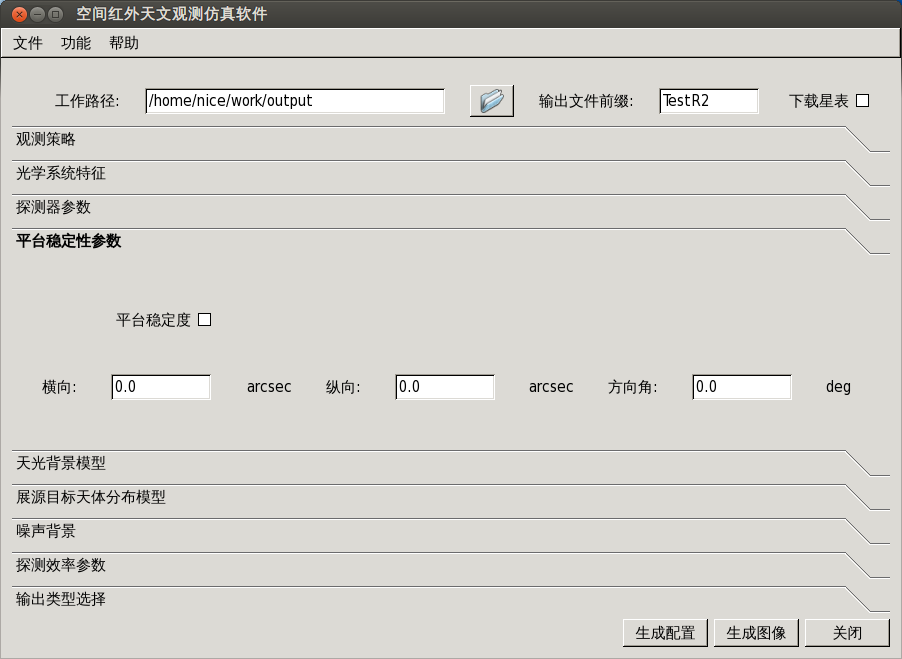 空间红外天文观测仿真软件
文件 功能 帮助
工作路径: /home/nice/work/output 输出文件前缀: TestR2 下载星表
观测策略
光学系统特征
探测器参数
平台稳定性参数
平台稳定度
横向: 0.0 arcsec 纵向: 0.0 arcsec 方向角: 0.0 deg
天光背景模型
展源目标天体分布模型
噪声背景
探测效率参数
输出类型选择
生成配置 生成图像 关闭